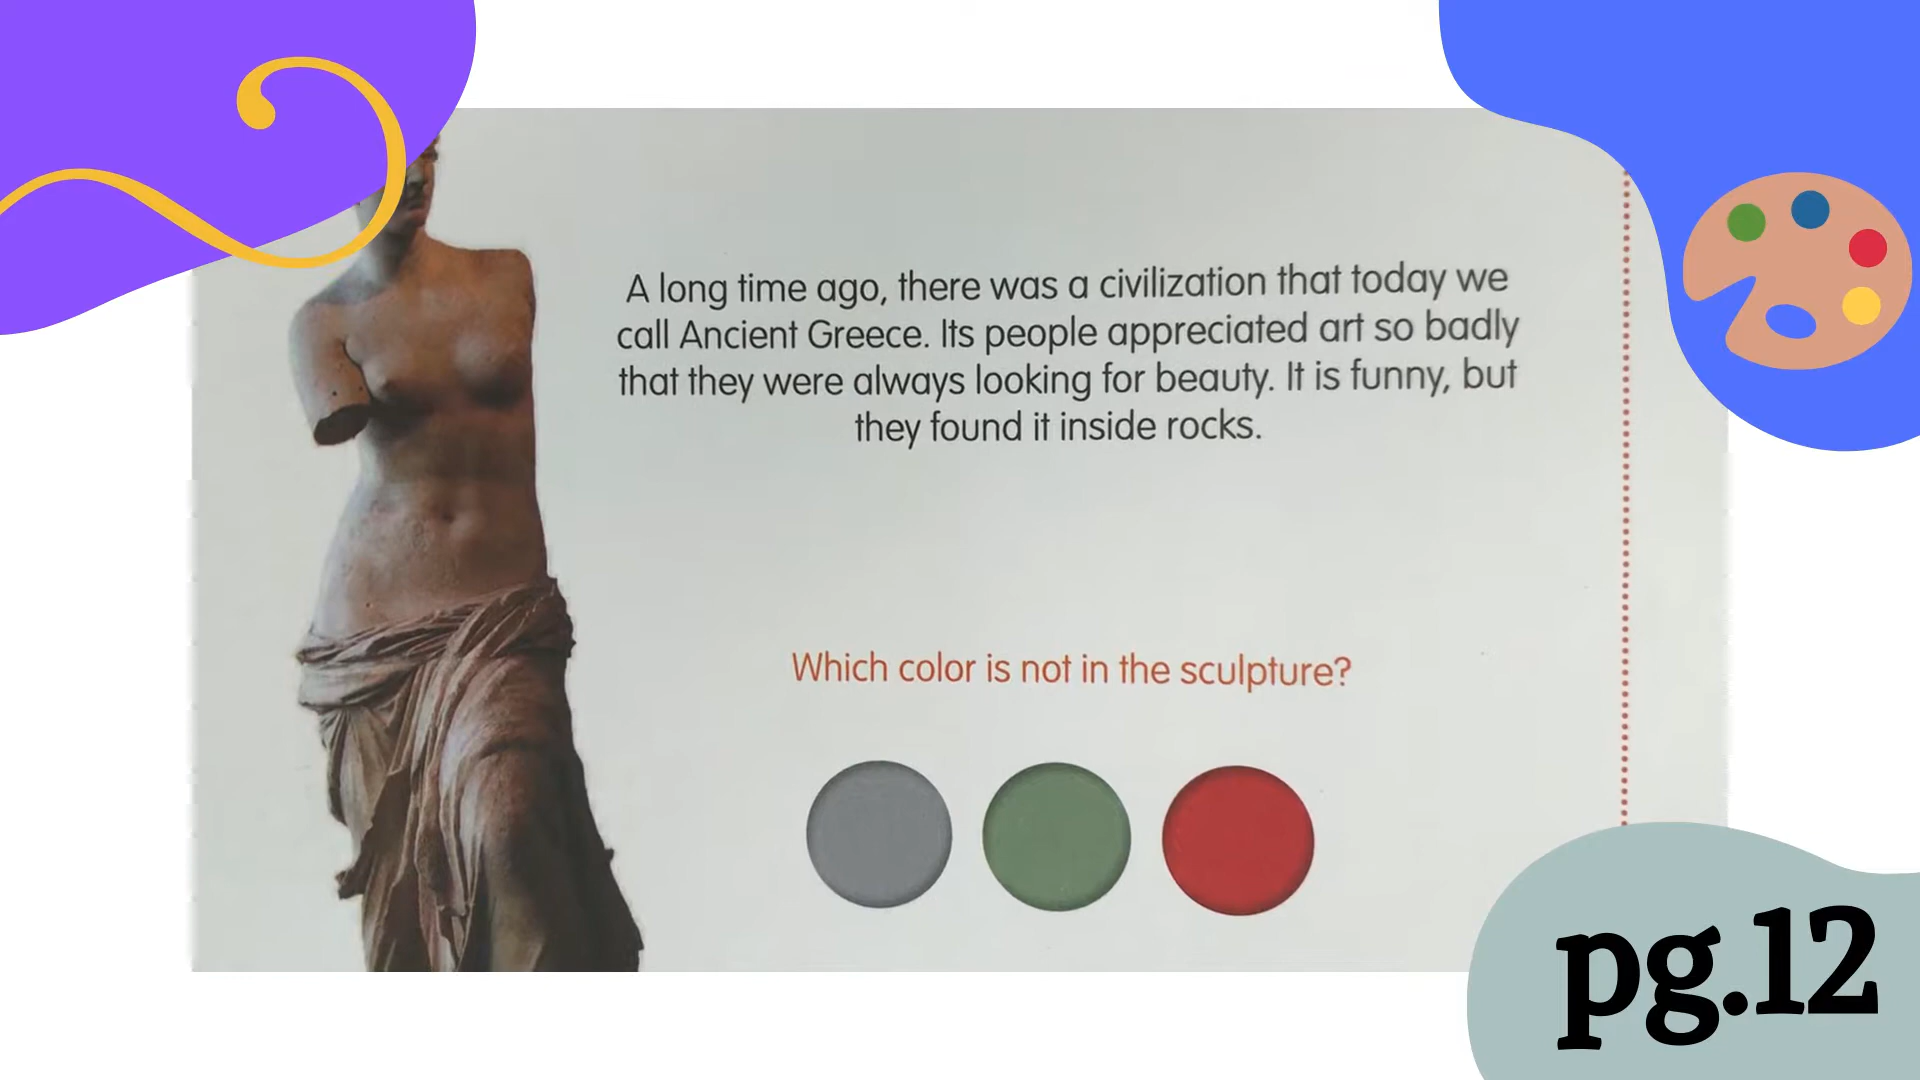 A long time ago, there was a civilization that today we
call Ancient Greece. Its people appreciated art so badly
that they were always looking for beauty. It is funny, but
they found it inside rocks.
Which color is not in the sculpture?
pg.12